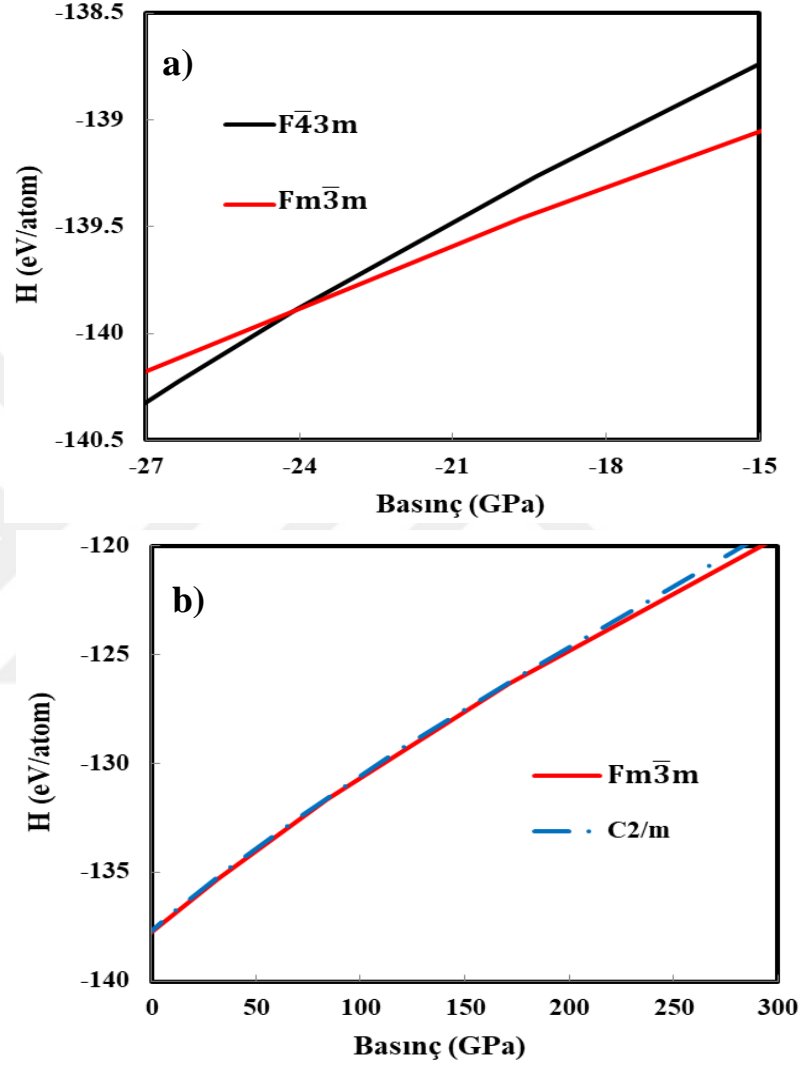 a)
F4̅3m
Fm3̅m
H (eV/atom)
-138.5
-139
-139.5
-140
-140.5
-27 -24 -21 -18 -15
Basınç (GPa)
b)
Fm3̅m
C2/m
H (eV/atom)
-120
-125
-130
-135
-140
0 50 100 150 200 250 300
Basınç (GPa)